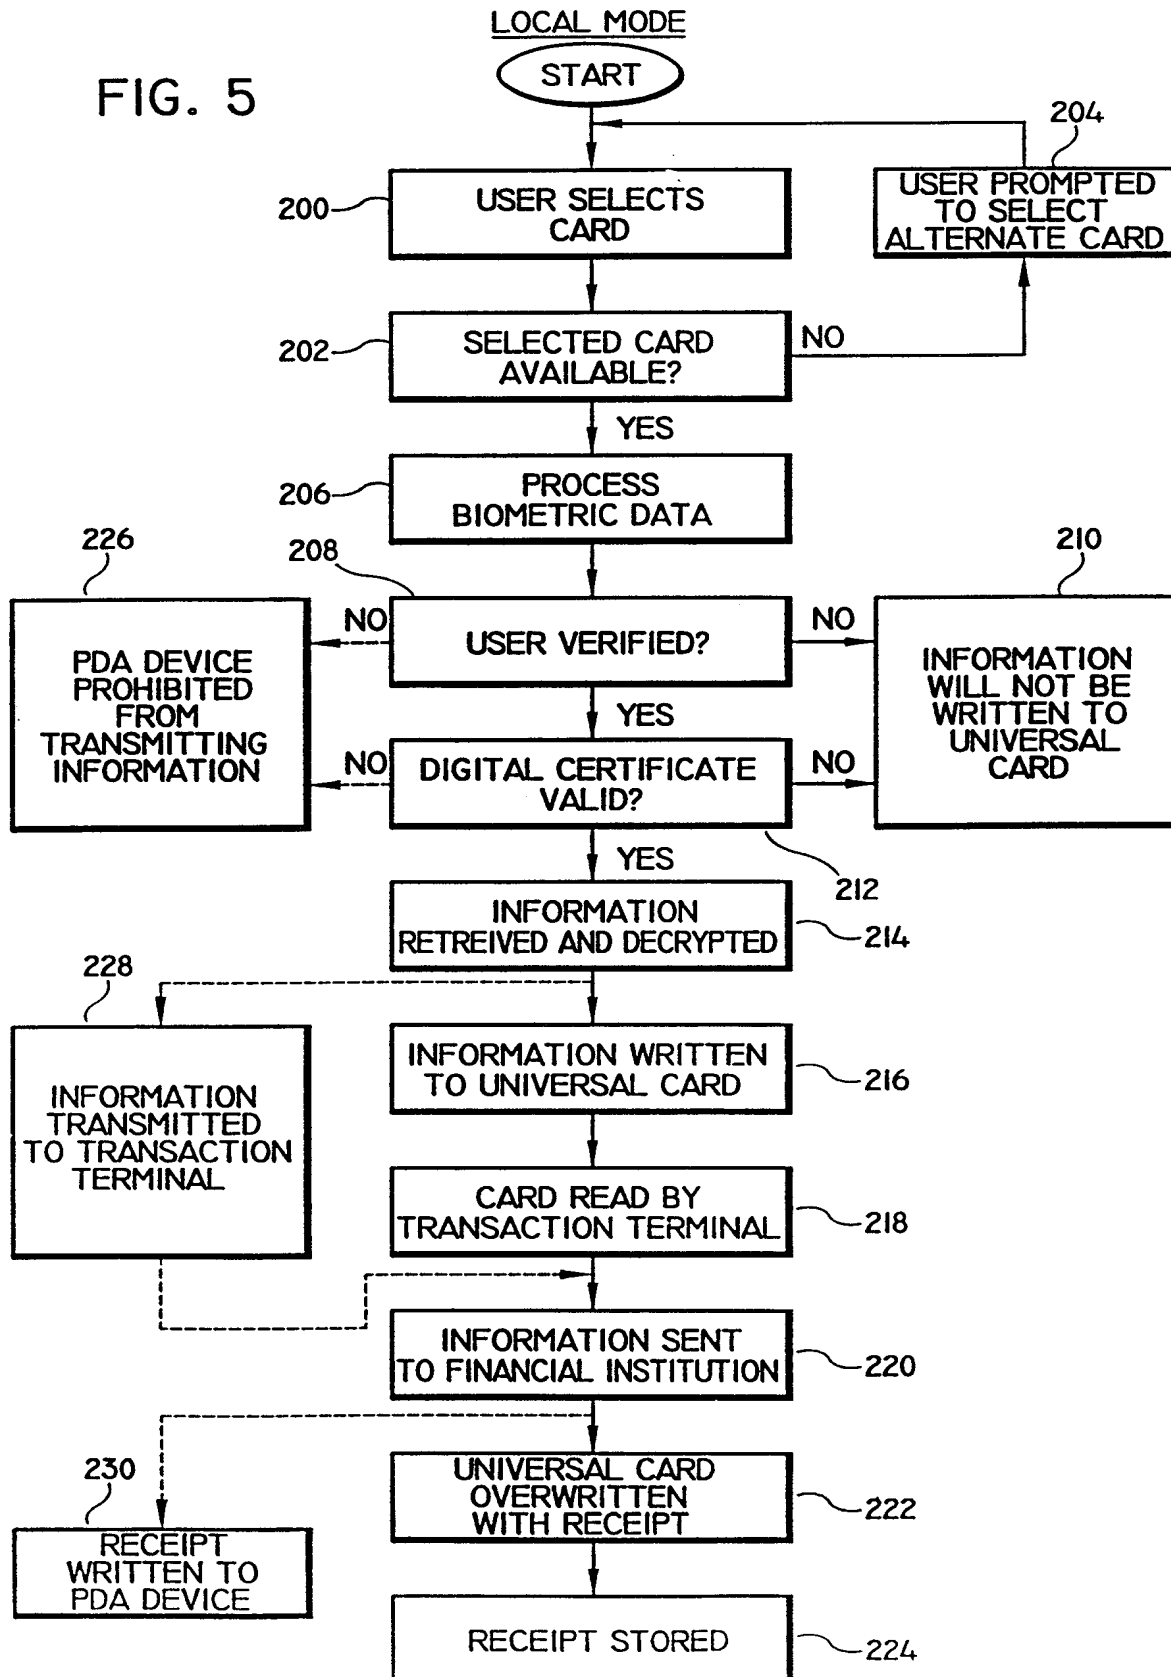 LOCAL MODE
FIG. 5
START
204
200
USER SELECTS
CARD
USER PROMPTED
TO SELECT
ALTERNATE CARD
202
SELECTED CARD
AVAILABLE?
NO
YES
206
PROCESS
BIOMETRIC DATA
226
208
210
PDA DEVICE
PROHIBITED
FROM
TRANSMITTING
INFORMATION
NO
USER VERIFIED?
NO
INFORMATION
WILL NOT BE
WRITTEN TO
UNIVERSAL
CARD
YES
NO
DIGITAL CERTIFICATE
VALID?
NO
YES
212
INFORMATION
RETREIVED AND DECRYPTED
214
228
INFORMATION
TRANSMITTED
TO TRANSACTION
TERMINAL
INFORMATION WRITTEN
TO UNIVERSAL CARD
216
CARD READ BY
TRANSACTION TERMINAL
218
INFORMATION SENT
TO FINANCIAL INSTITUTION
220
230
UNIVERSAL CARD
OVERWRITTEN
WITH RECEIPT
222
RECEIPT
WRITTEN TO
PDA DEVICE
RECEIPT STORED
224